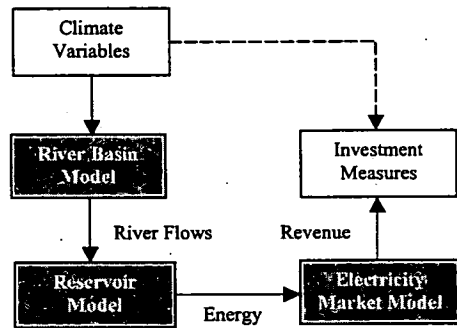 Climate
Variables
River Basin
Model
Investment
Measures
River Flows
Revenue
Reservoir
Model
Energy
Electricity
Market Model